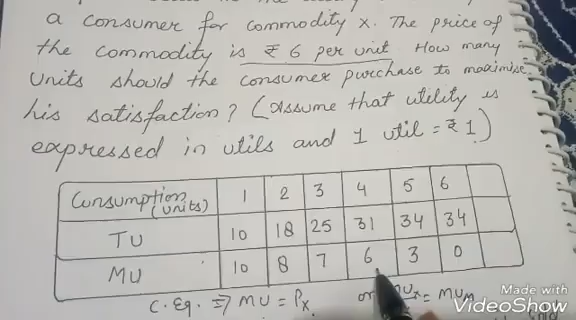 a consumer for commodity x. The price of
the commodity is ₹ 6 per unit How many
units should the consumer purchase to maximise
his satisfaction? (Assume that utility is
expressed in utils and 1 util = ₹ 1)
Consumption (units) 1 2 3 4 5 6
TU 10 18 25 31 34 34
MU 10 8 7 6 3 0
C. Eq. ⇒ MU = Px or MUx = MUM
Made with
VideoShow